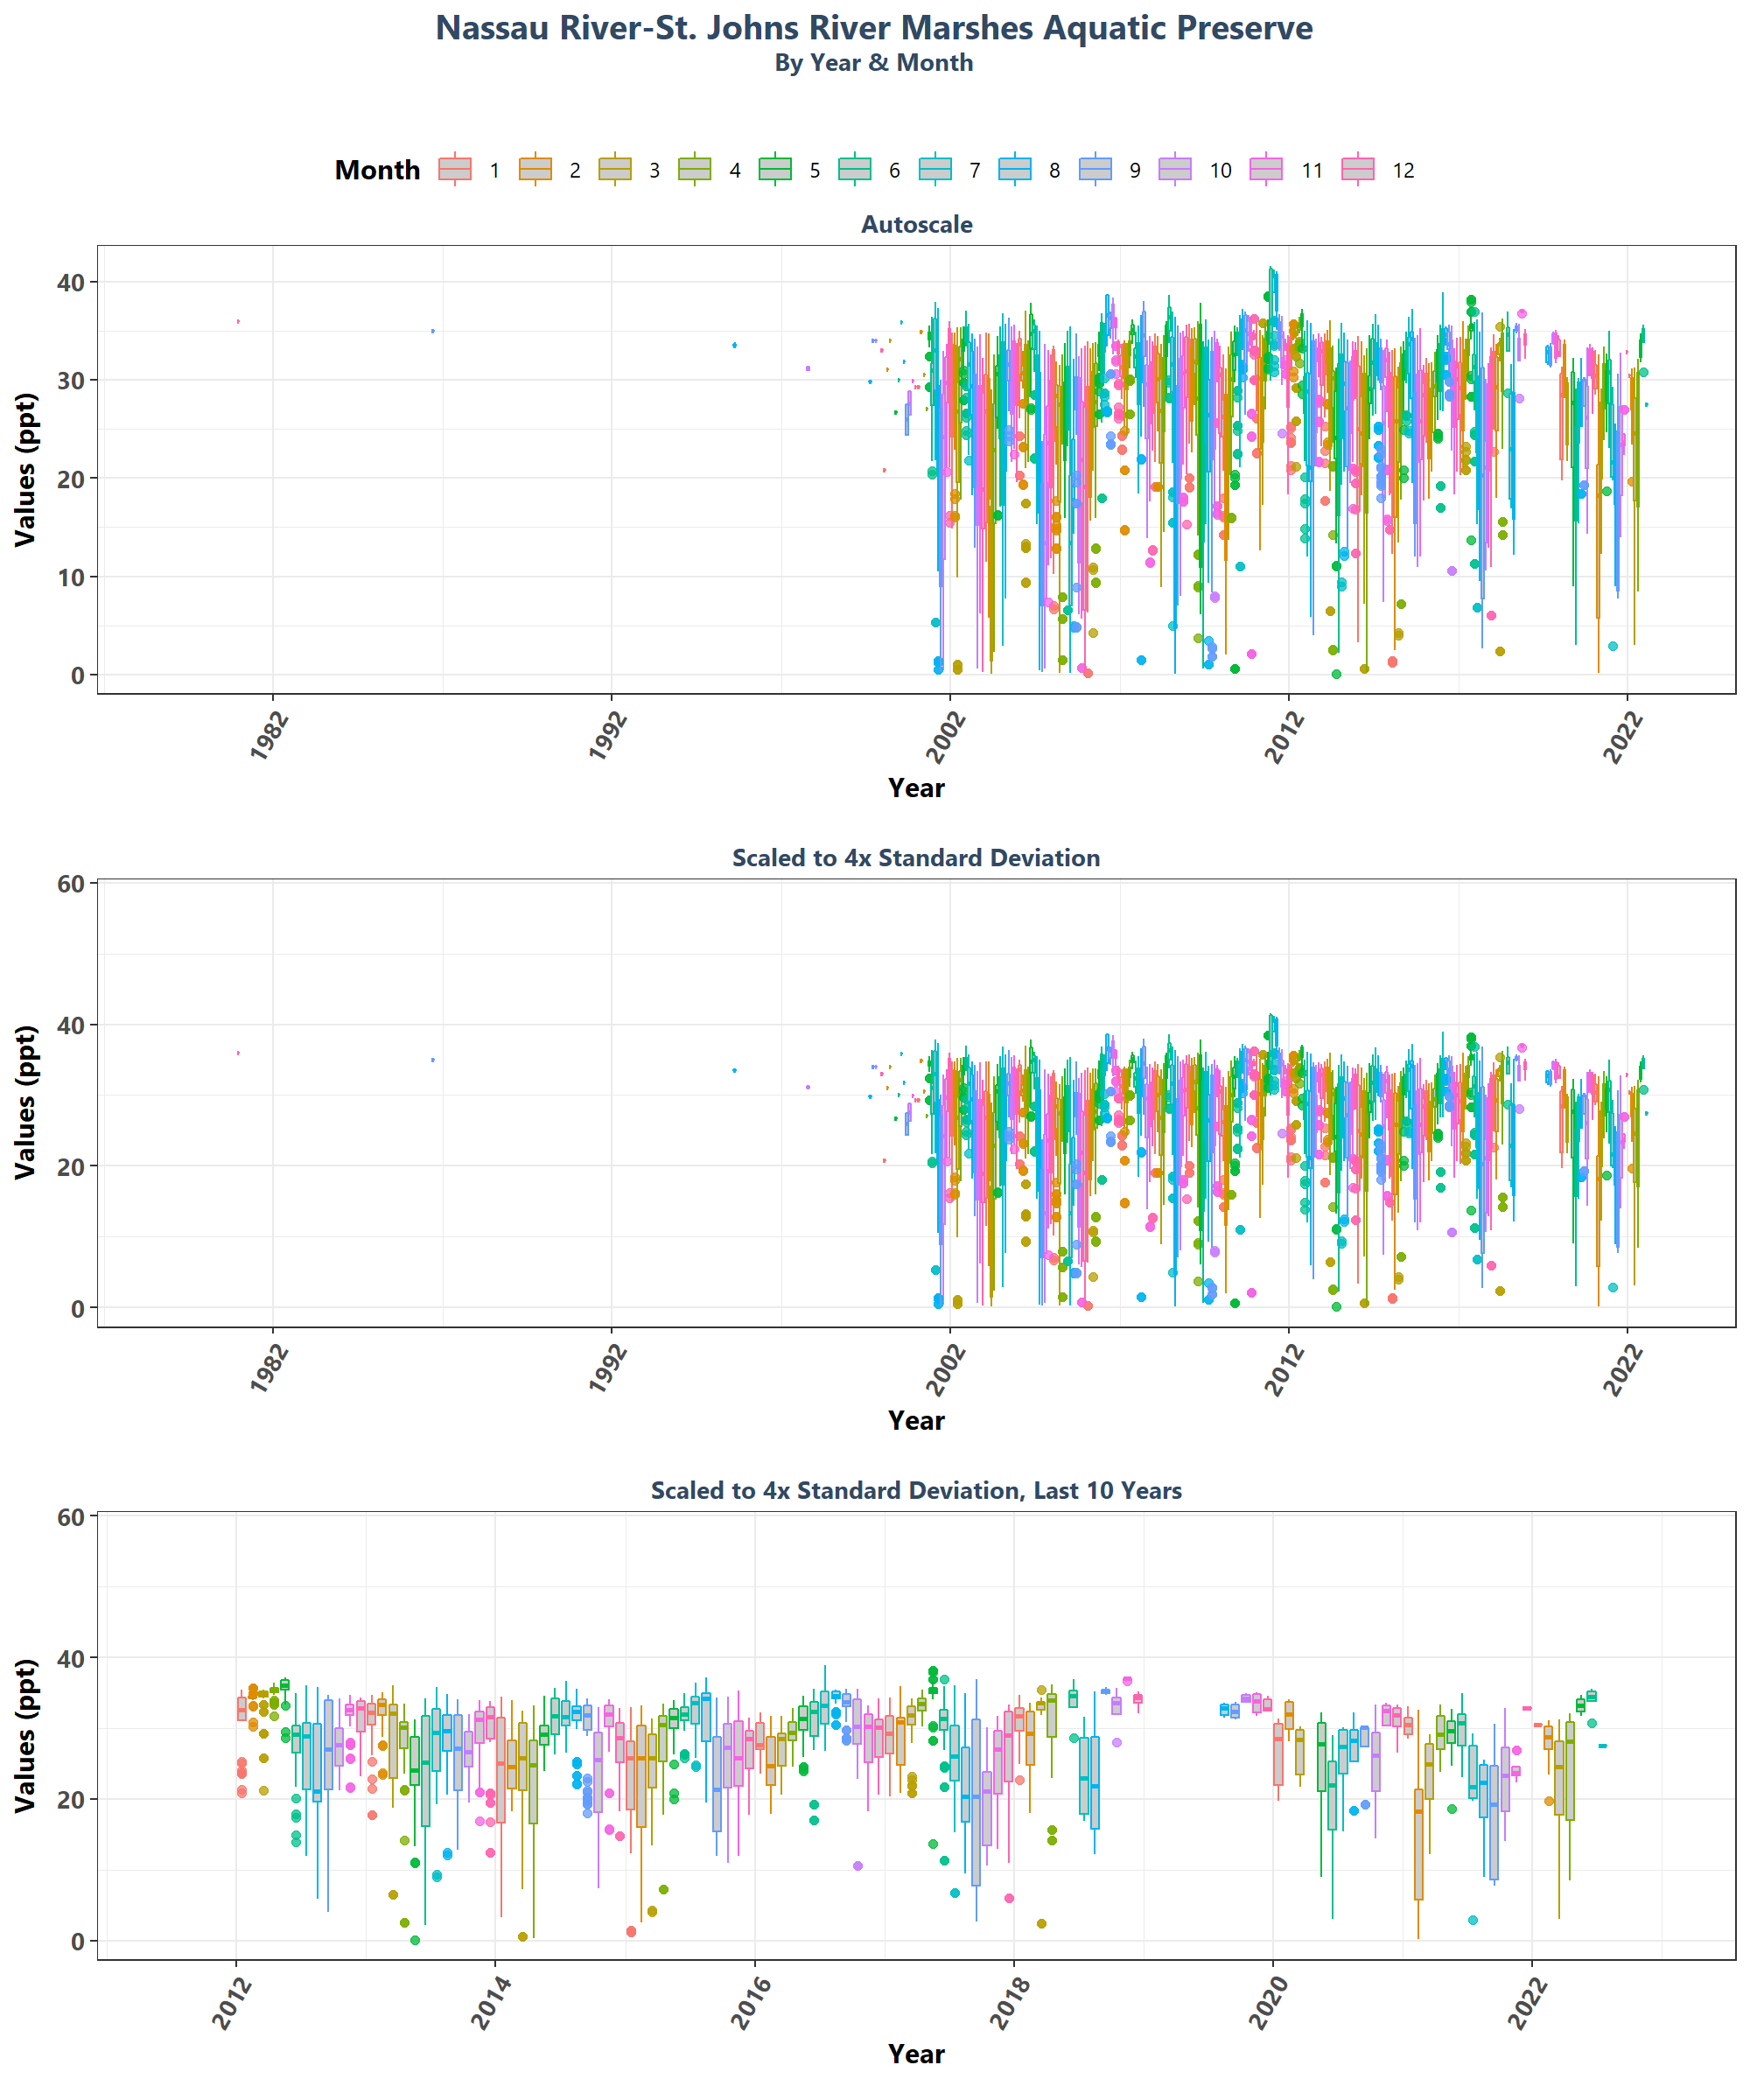 Nassau River-St. Johns River Marshes Aquatic Preserve
By Year & Month
Month 1 2 3 4 5 6 7 8 9 10 11 12
Autoscale
Values (ppt)
40
30
20
10
0
1982 1992 2002 2012 2022
Year
Scaled to 4x Standard Deviation
Values (ppt)
60
40
20
0
1982 1992 2002 2012 2022
Year
Scaled to 4x Standard Deviation, Last 10 Years
Values (ppt)
60
40
20
0
2012 2014 2016 2018 2020 2022
Year